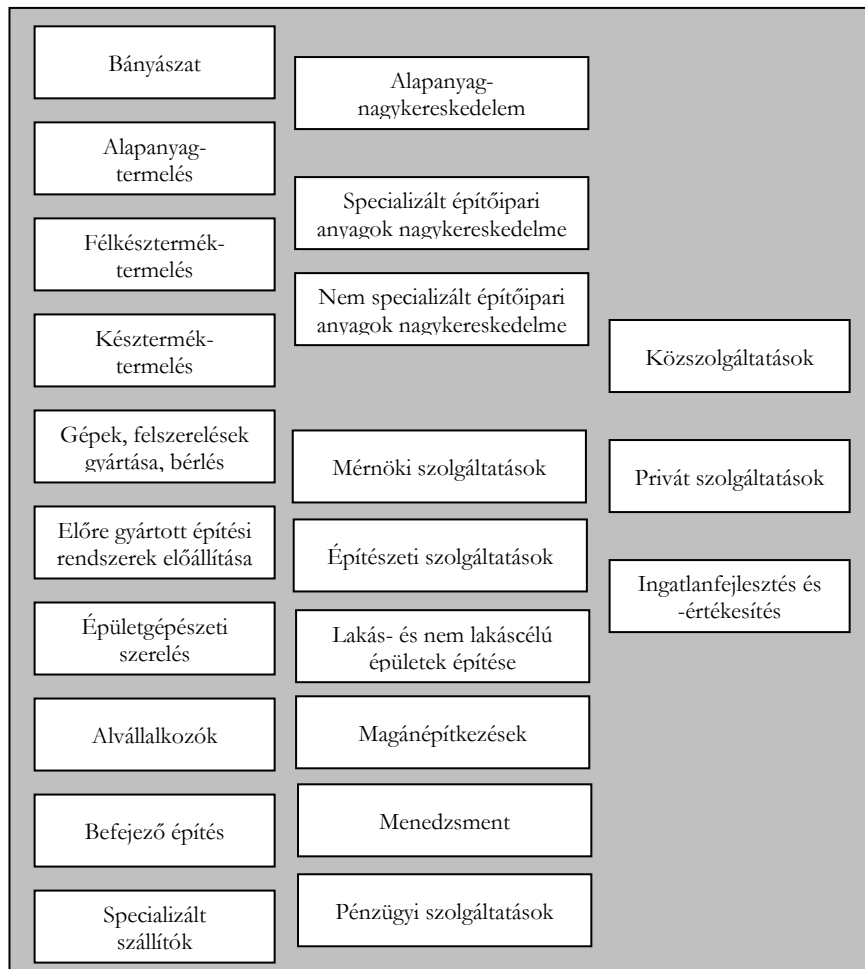 Bányászat
Alapanyag-
termelés
Félkésztermék-
termelés
Késztermék-
termelés
Gépek, felszerelések
gyártása, bérlés
Előre gyártott építési
rendszerek előállítása
Épületgépészeti
szerelés
Alvállalkozók
Befejező építés
Specializált
szállítók
Alapanyag-
nagykereskedelem
Specializált építőipari
anyagok nagykereskedelme
Nem specializált építőipari
anyagok nagykereskedelme
Mérnöki szolgáltatások
Építészeti szolgáltatások
Lakás- és nem lakáscélú
épületek építése
Magánépítkezések
Menedzsment
Pénzügyi szolgáltatások
Közszolgáltatások
Privát szolgáltatások
Ingatlanfejlesztés és
-értékesítés